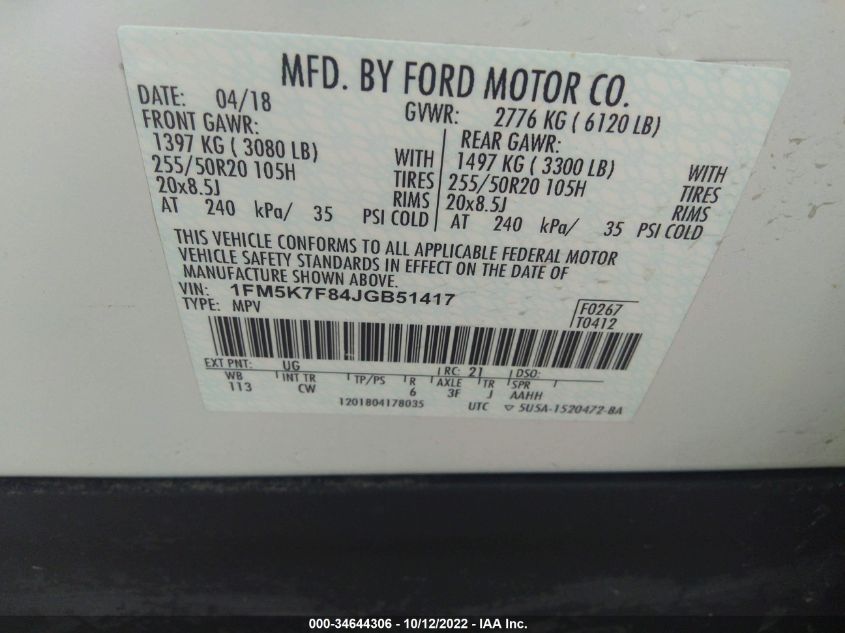 MFD. BY FORD MOTOR CO.
DATE: 04/18 GVWR: 2776 KG ( 6120 LB)
FRONT GAWR: REAR GAWR:
1397 KG ( 3080 LB) WITH 1497 KG ( 3300 LB) WITH
255/50R20 105H TIRES 255/50R20 105H TIRES
20x8.5J RIMS 20x8.5J RIMS
AT 240 kPa/ 35 PSI COLD AT 240 kPa/ 35 PSI COLD
THIS VEHICLE CONFORMS TO ALL APPLICABLE FEDERAL MOTOR
VEHICLE SAFETY STANDARDS IN EFFECT ON THE DATE OF
MANUFACTURE SHOWN ABOVE.
VIN: 1FM5K7F84JGB51417
TYPE: MPV
F0267
T0412
EXT PNT: UG RC: 21 DSO:
WB INT TR TP/PS R AXLE TR SPR
113 CW 6 3F J AAHH
1201804178035 UTC ▽ 5U5A-1520472-BA
000-34644306 - 10/12/2022 - IAA Inc.